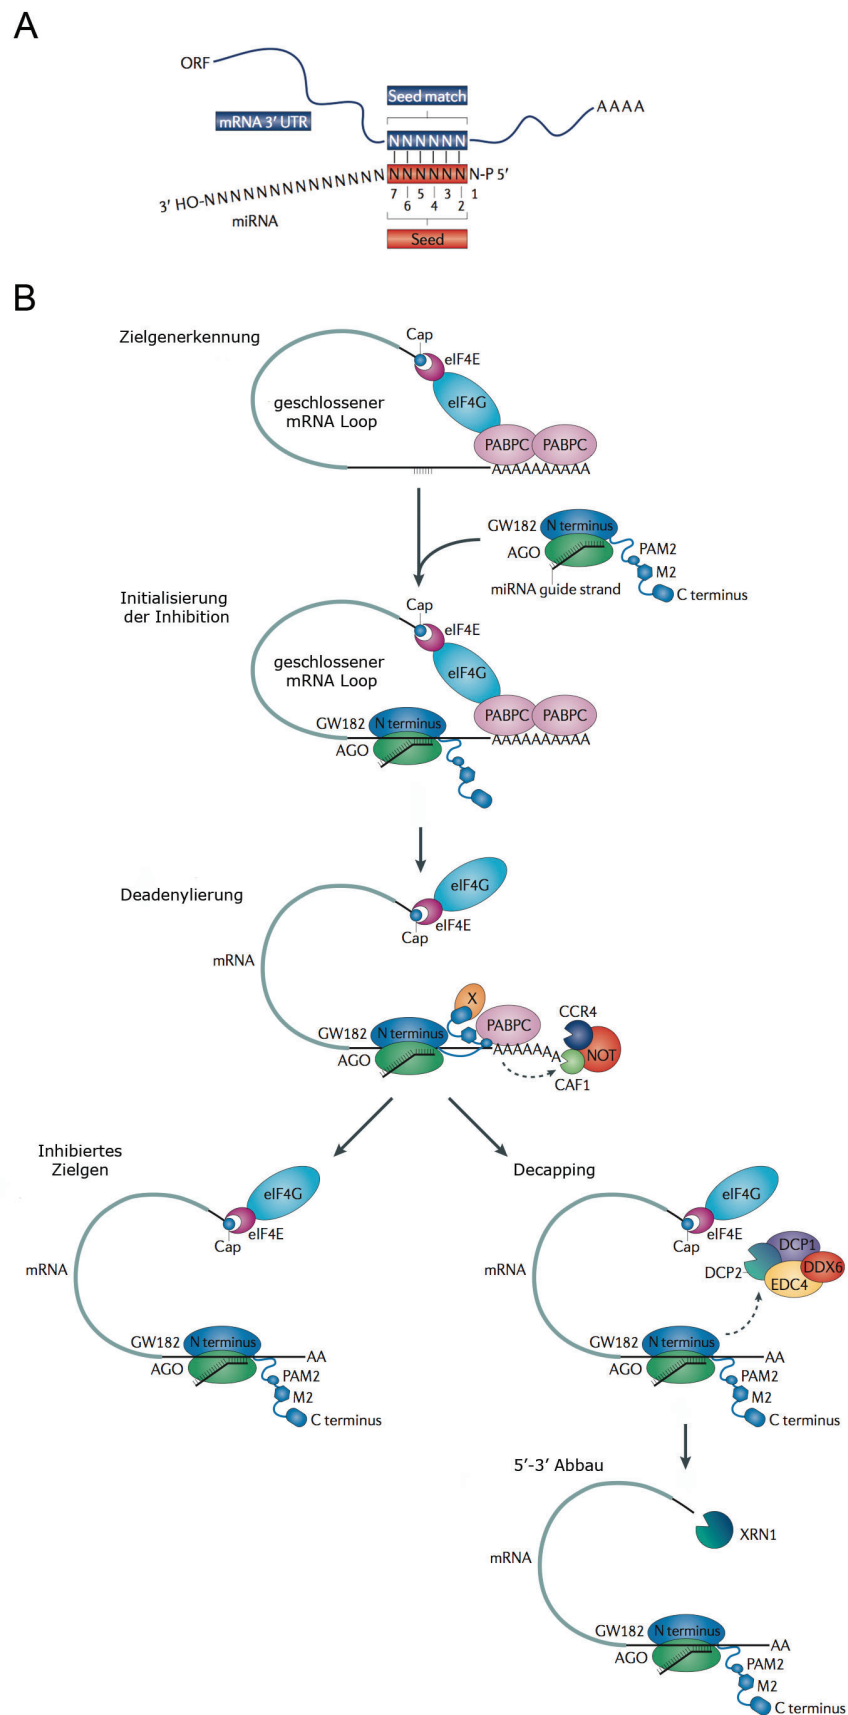 A
ORF
Seed match
AAAA
mRNA 3′ UTR
NNNNNN
3′ HO-NNNNNNNNNNNNNNN NNNNNN N-P 5′
7 5 3 1
6 4 2
miRNA
Seed
B
Zielgenerkennung
Cap
eIF4E
geschlossener
mRNA Loop
eIF4G
PABPC PABPC
AAAAAAAAAA
GW182 N terminus
AGO
PAM2
M2
miRNA guide strand
C terminus
Initialisierung
der Inhibition
Cap
eIF4E
geschlossener
mRNA Loop
eIF4G
GW182 N terminus
PABPC PABPC
AGO
AAAAAAAAAA
Deadenylierung
eIF4G
eIF4E
Cap
mRNA
X
CCR4
GW182 N terminus
PABPC
AGO
AAAAAAA
NOT
CAF1
Inhibiertes
Zielgen
eIF4G
eIF4E
Cap
mRNA
GW182 N terminus
AA
AGO
PAM2
M2
C terminus
Decapping
eIF4G
eIF4E
Cap
DCP1
mRNA
DCP2
DDX6
EDC4
GW182 N terminus
AA
AGO
PAM2
M2
C terminus
5′-3′ Abbau
XRN1
mRNA
GW182 N terminus
AA
AGO
PAM2
M2
C terminus